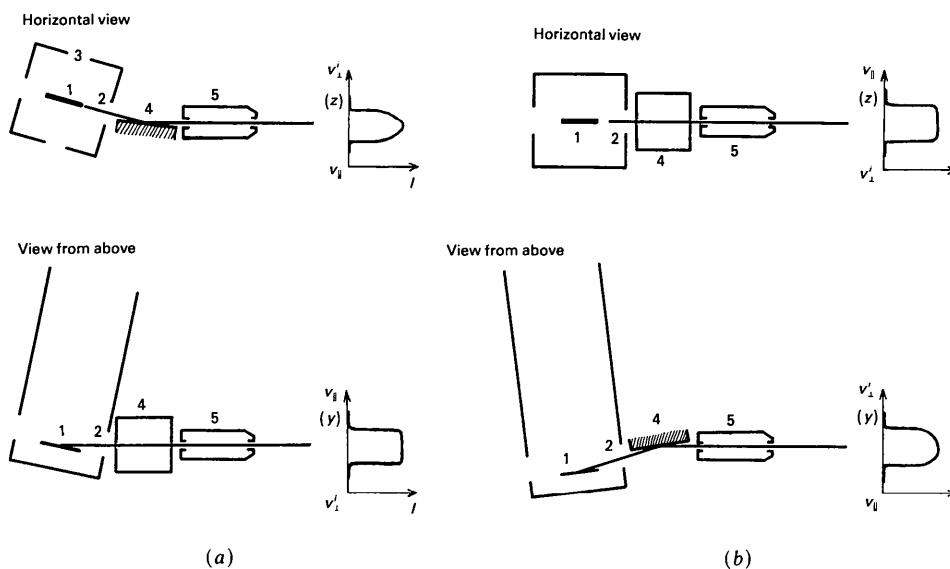 Horizontal view
3
1
2
4
5
v'⊥
(z)
v∥
I
Horizontal view
1
2
4
5
v∥
(z)
v'⊥
View from above
1
2
4
5
v∥
(y)
v'⊥
I
View from above
1
2
4
5
v'⊥
(y)
v∥
(a)
(b)